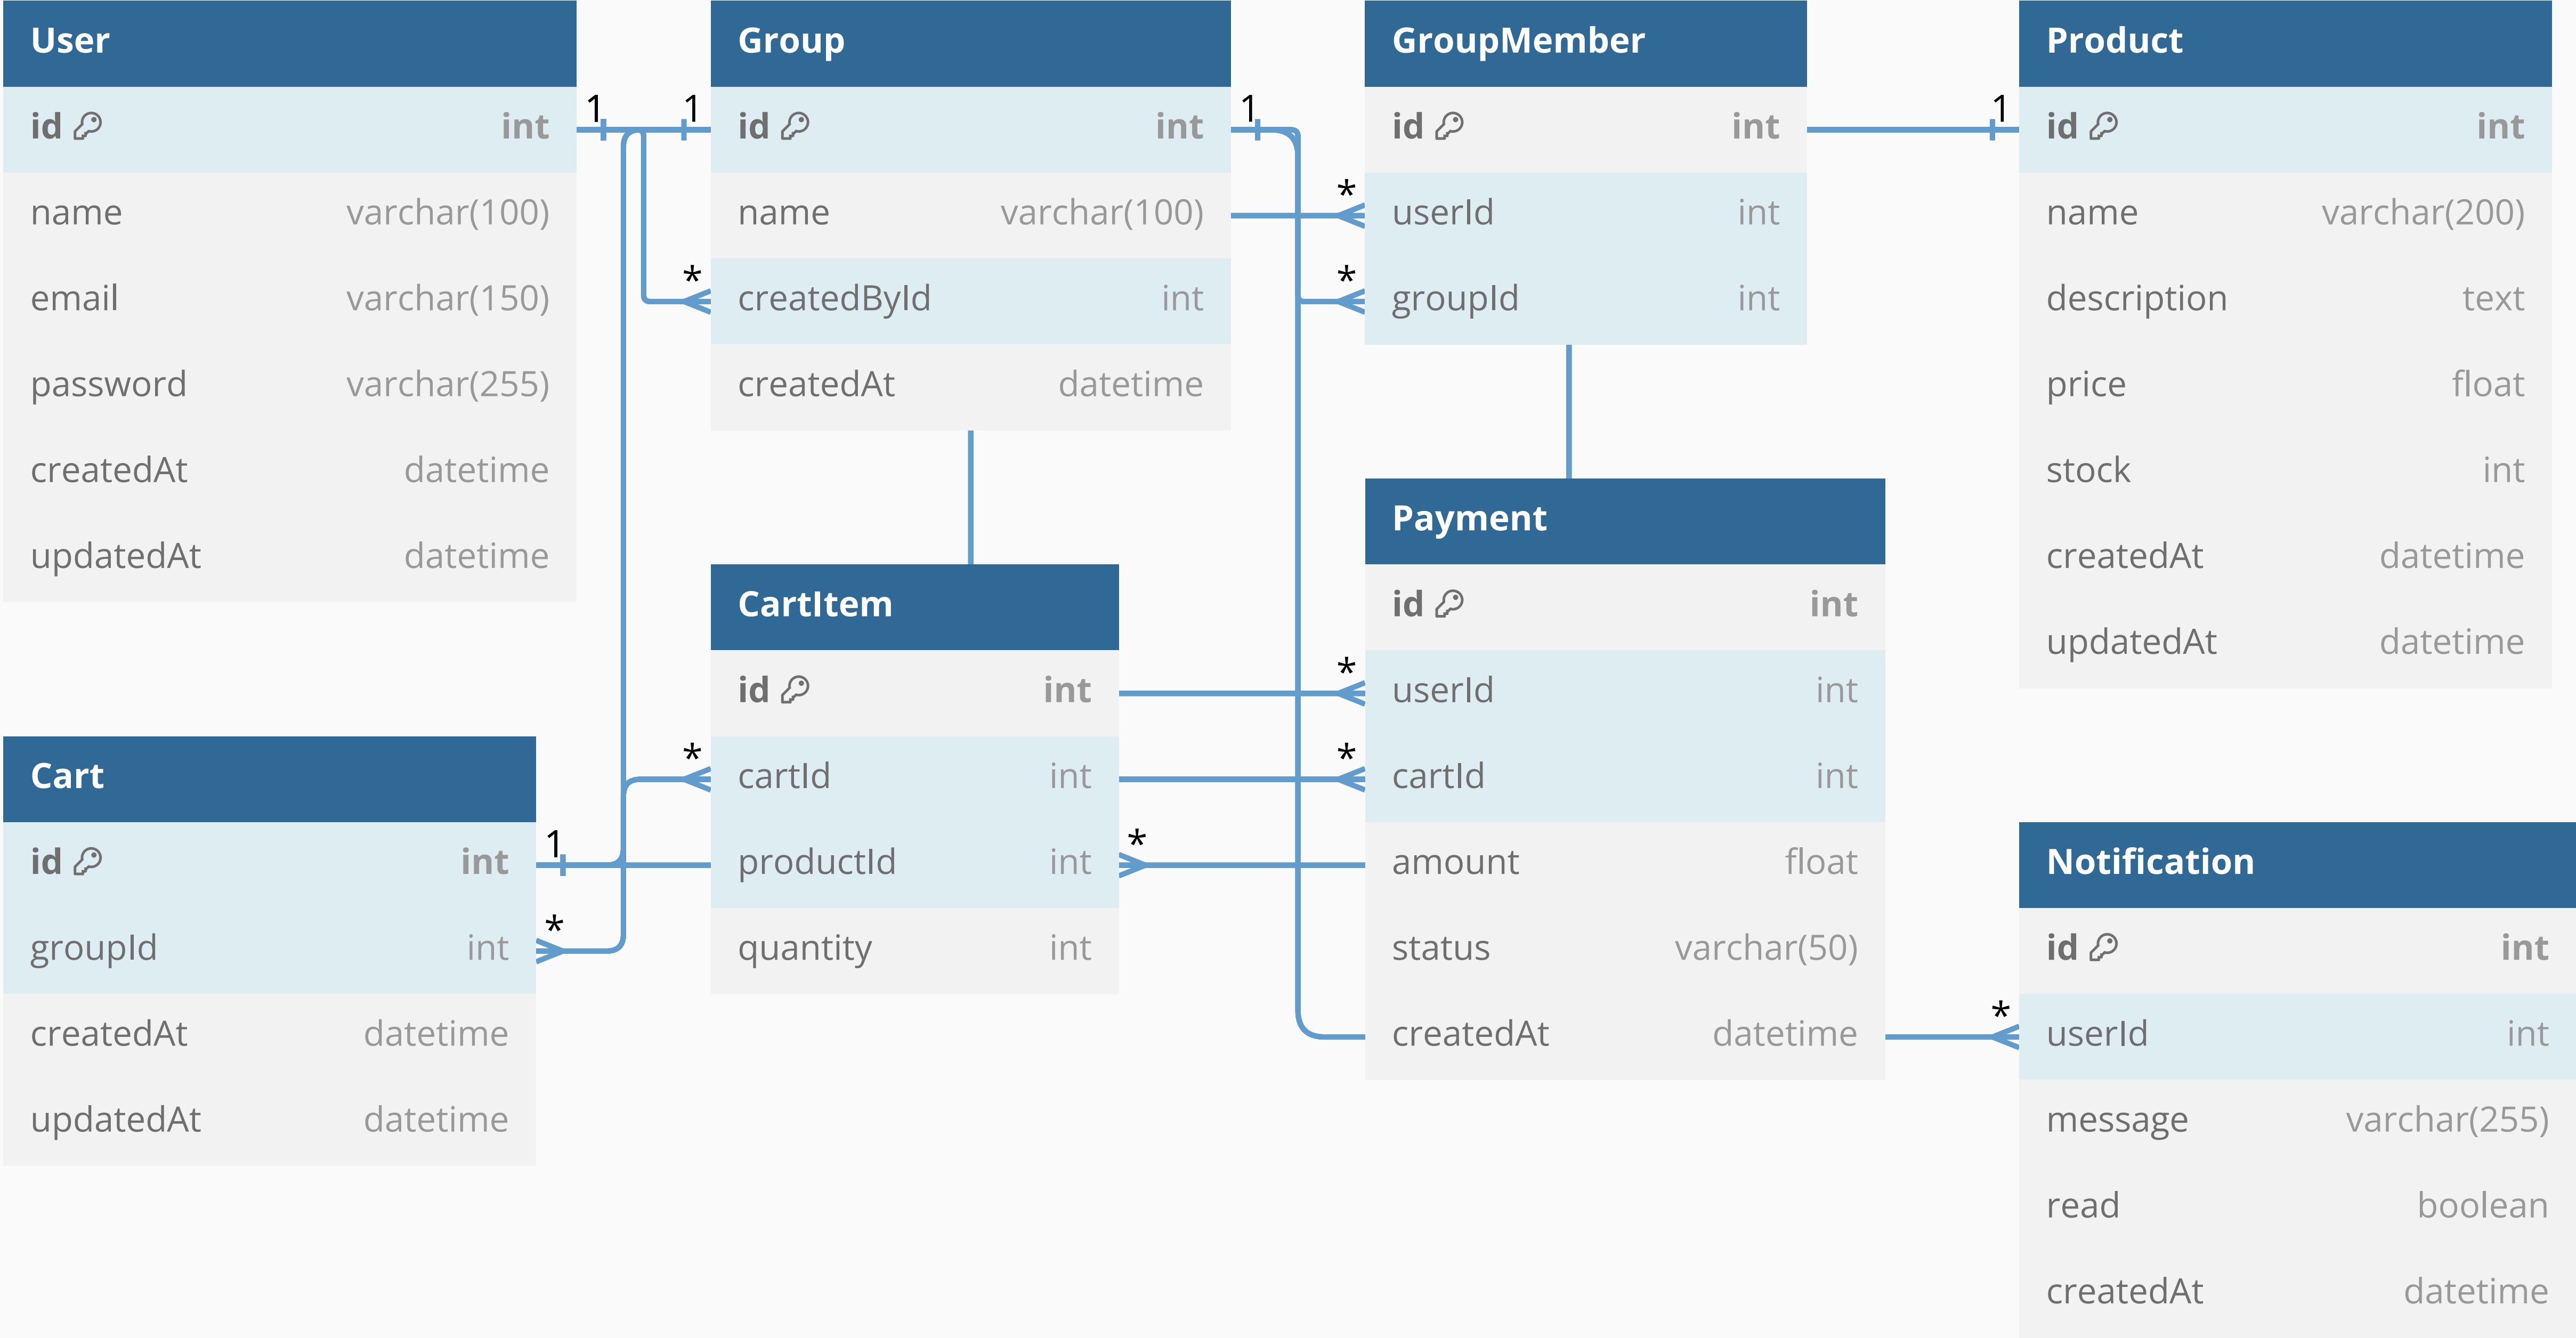 User
id int
name varchar(100)
email varchar(150)
password varchar(255)
createdAt datetime
updatedAt datetime
1
1
Group
id int
name varchar(100)
createdById int
createdAt datetime
*
1
GroupMember
id int
userId int
groupId int
*
*
1
Product
id int
name varchar(200)
description text
price float
stock int
createdAt datetime
updatedAt datetime
Cart
id int
groupId int
createdAt datetime
updatedAt datetime
1
*
*
CartItem
id int
cartId int
productId int
quantity int
*
*
*
Payment
id int
userId int
cartId int
amount float
status varchar(50)
createdAt datetime
*
Notification
id int
userId int
message varchar(255)
read boolean
createdAt datetime